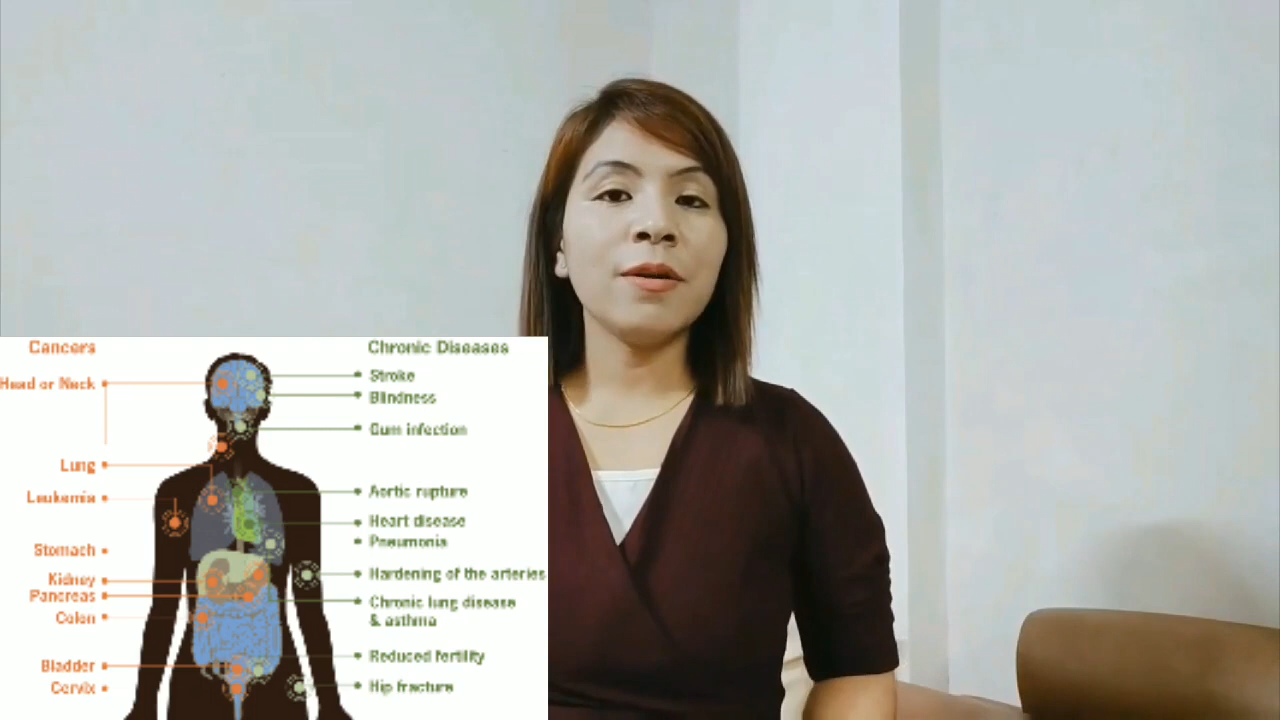 Cancers
Head or Neck
Lung
Leukemia
Stomach
Kidney
Pancreas
Colon
Bladder
Cervix
Chronic Diseases
Stroke
Blindness
Gum infection
Aortic rupture
Heart disease
Pneumonia
Hardening of the arteries
Chronic lung disease
& asthma
Reduced fertility
Hip fracture